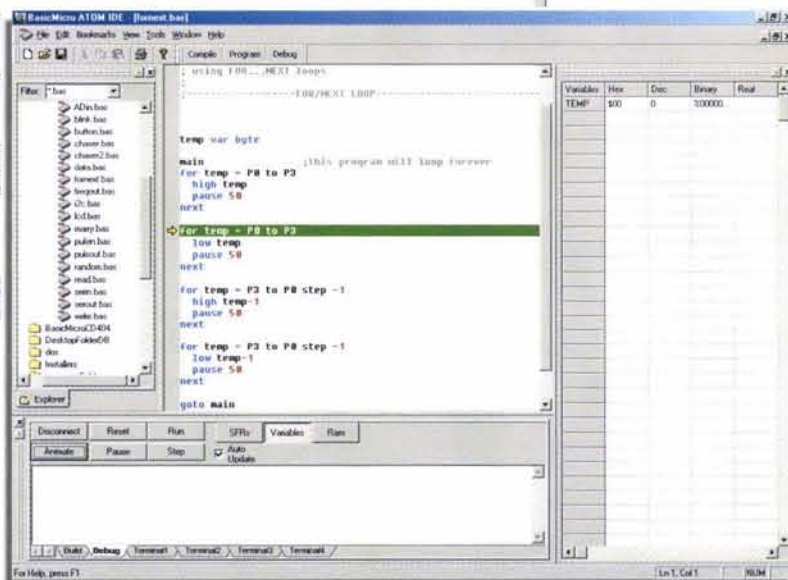 BasicMicro ATOM IDE - [fornext.bas]
File Edit Bookmarks View Tools Window Help
Compile Program Debug
Filter: *.bas
ADin.bas
blink.bas
button.bas
chaser.bas
chaser2.bas
data.bas
fornext.bas
freqout.bas
i2c.bas
lcd.bas
pulsin.bas
pulsout.bas
random.bas
read.bas
serin.bas
serout.bas
write.bas
BasicMicroCD404
DesktopFolderDB
dos
Installers
Explorer
; using FOR...NEXT loops
;
;---------------FOR/NEXT LOOP---------------
temp var byte
main ;this program will loop forever
for temp = P0 to P3
high temp
pause 50
next
for temp = P0 to P3
low temp
pause 50
next
for temp = P3 to P0 step -1
high temp-1
pause 50
next
for temp = P3 to P0 step -1
low temp-1
pause 50
next
goto main
Variables Hex Dec Binary Real
TEMP $00 0 %00000...
Disconnect Reset Run SFRs Variables Ram
Animate Pause Step Auto Update
Build Debug Terminal1 Terminal2 Terminal3 Terminal4
For Help, press F1
Ln 1, Col 1 NUM